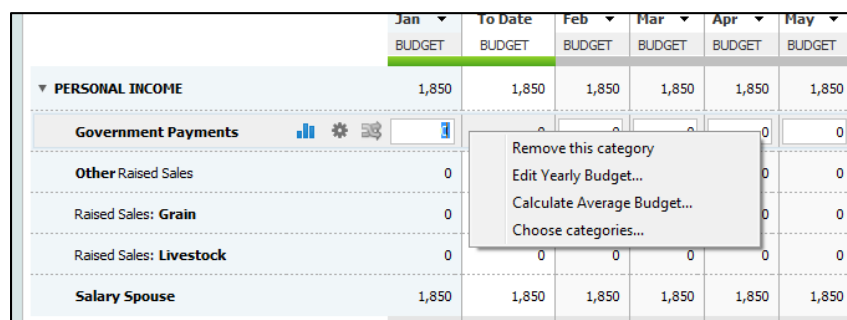 Jan To Date Feb Mar Apr May
BUDGET BUDGET BUDGET BUDGET BUDGET BUDGET
PERSONAL INCOME 1,850 1,850 1,850 1,850 1,850 1,850
Government Payments 0 0 0 0 0 0
Remove this category
Other Raised Sales 0 0
Edit Yearly Budget...
Calculate Average Budget...
Raised Sales: Grain 0 0 0
Choose categories...
Raised Sales: Livestock 0 0 0 0 0 0
Salary Spouse 1,850 1,850 1,850 1,850 1,850 1,850